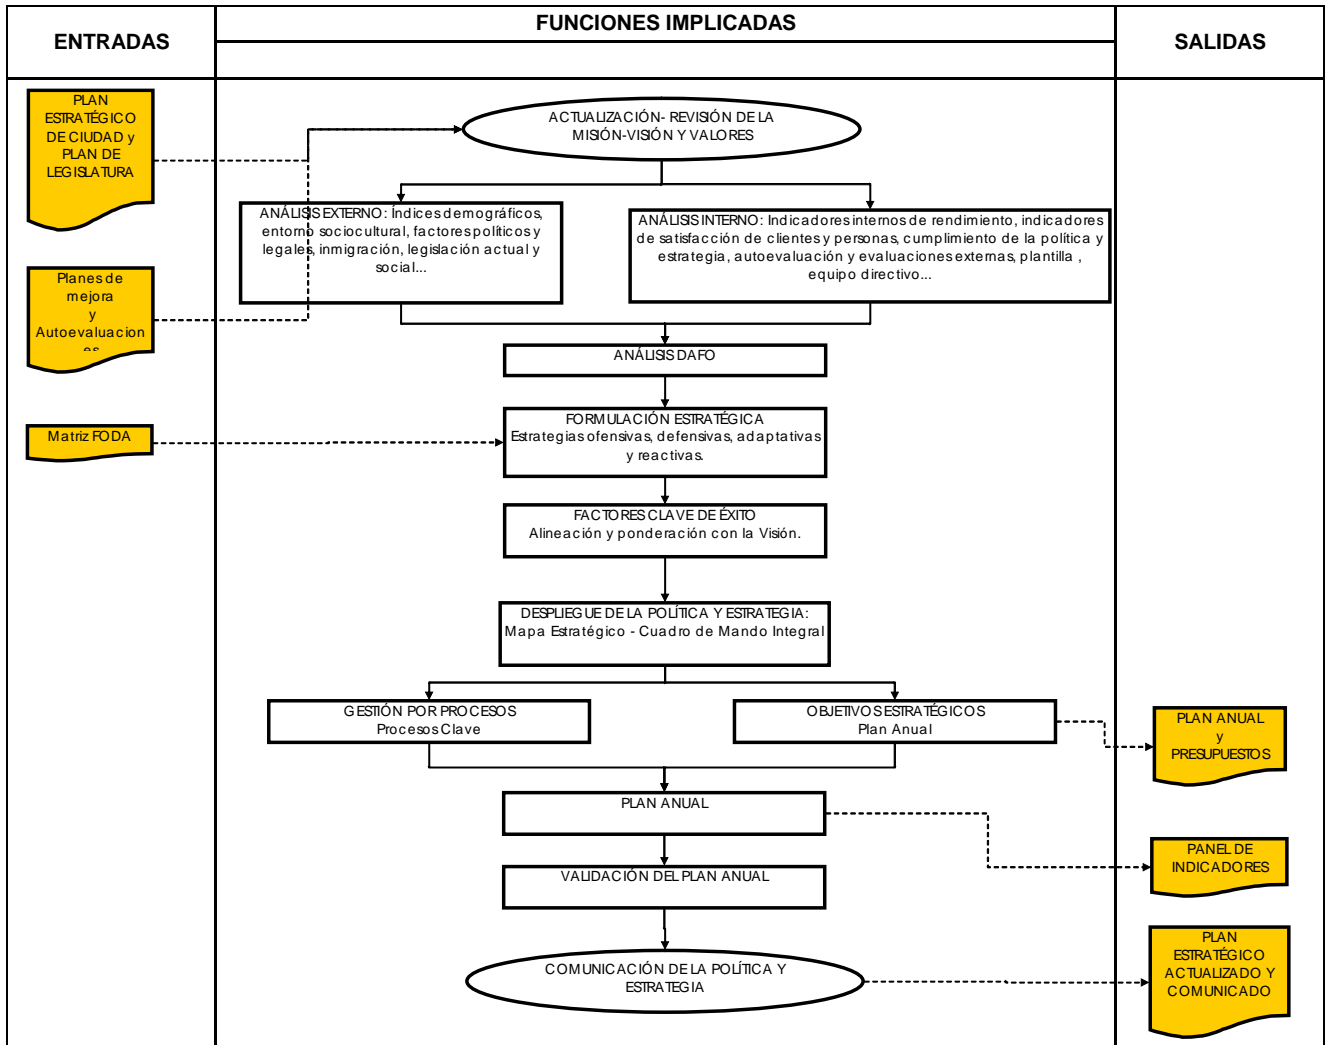 ENTRADAS
FUNCIONES IMPLICADAS
SALIDAS
PLAN
ESTRATÉGICO
DE CIUDAD y
PLAN DE
LEGISLATURA
ACTUALIZACIÓN- REVISIÓN DE LA
MISIÓN-VISIÓN Y VALORES
ANÁLISIS EXTERNO: Índices demográficos,
entorno sociocultural, factores políticos y
legales, inmigración, legislación actual y
social...
ANÁLISIS INTERNO: Indicadores internos de rendimiento, indicadores
de satisfacción de clientes y personas, cumplimiento de la política y
estrategia, autoevaluación y evaluaciones externas, plantilla ,
equipo directivo...
Planes de
mejora
y
Autoevaluacion
es
ANÁLISIS DAFO
Matriz FODA
FORMULACIÓN ESTRATÉGICA
Estrategias ofensivas, defensivas, adaptativas
y reactivas.
FACTORES CLAVE DE ÉXITO
Alineación y ponderación con la Visión.
DESPLIEGUE DE LA POLÍTICA Y ESTRATEGIA:
Mapa Estratégico - Cuadro de Mando Integral
GESTIÓN POR PROCESOS
Procesos Clave
OBJETIVOS ESTRATÉGICOS
Plan Anual
PLAN ANUAL
y
PRESUPUESTOS
PLAN ANUAL
PANEL DE
INDICADORES
VALIDACIÓN DEL PLAN ANUAL
COMUNICACIÓN DE LA POLÍTICA Y
ESTRATEGIA
PLAN
ESTRATÉGICO
ACTUALIZADO Y
COMUNICADO